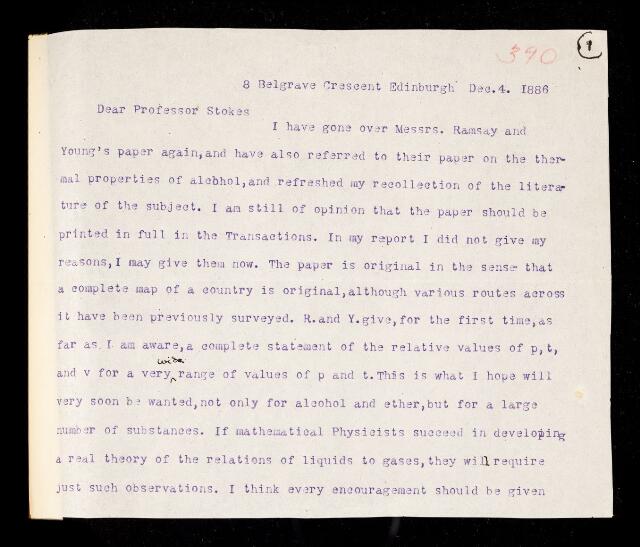 390
1
8 Belgrave Crescent Edinburgh Dec.4. 1886
Dear Professor Stokes
I have gone over Messrs. Ramsay and
Young's paper again,and have also referred to their paper on the ther-
mal properties of alcohol,and refreshed my recollection of the litera-
ture of the subject. I am still of opinion that the paper should be
printed in full in the Transactions. In my report I did not give my
reasons,I may give them now. The paper is original in the sense that
a complete map of a country is original,although various routes across
it have been previously surveyed. R.and Y.give,for the first time,as
far as I am aware,a complete statement of the relative values of p,t,
and v for a very wide range of values of p and t.This is what I hope will
very soon be wanted,not only for alcohol and ether,but for a large
number of substances. If mathematical Physicists succeed in developing
a real theory of the relations of liquids to gases,they will require
just such observations. I think every encouragement should be given